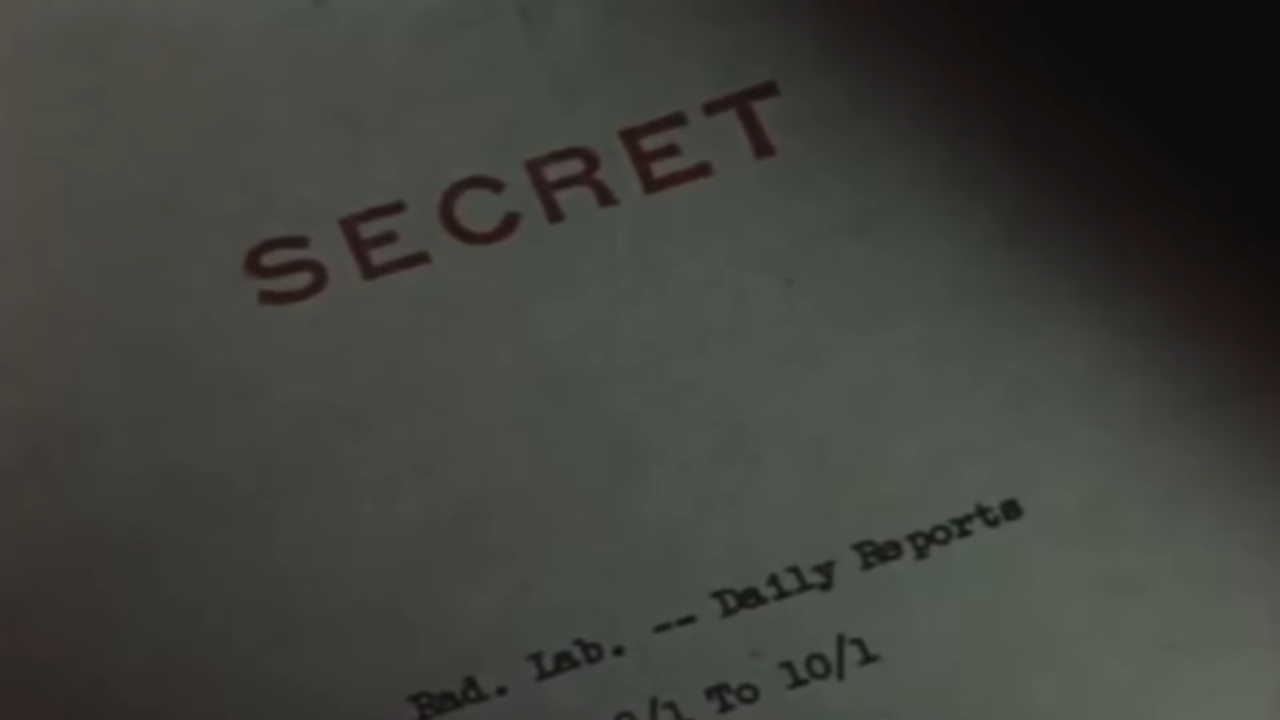 SECRET
Rad. Lab. -- Daily Reports
To 10/1